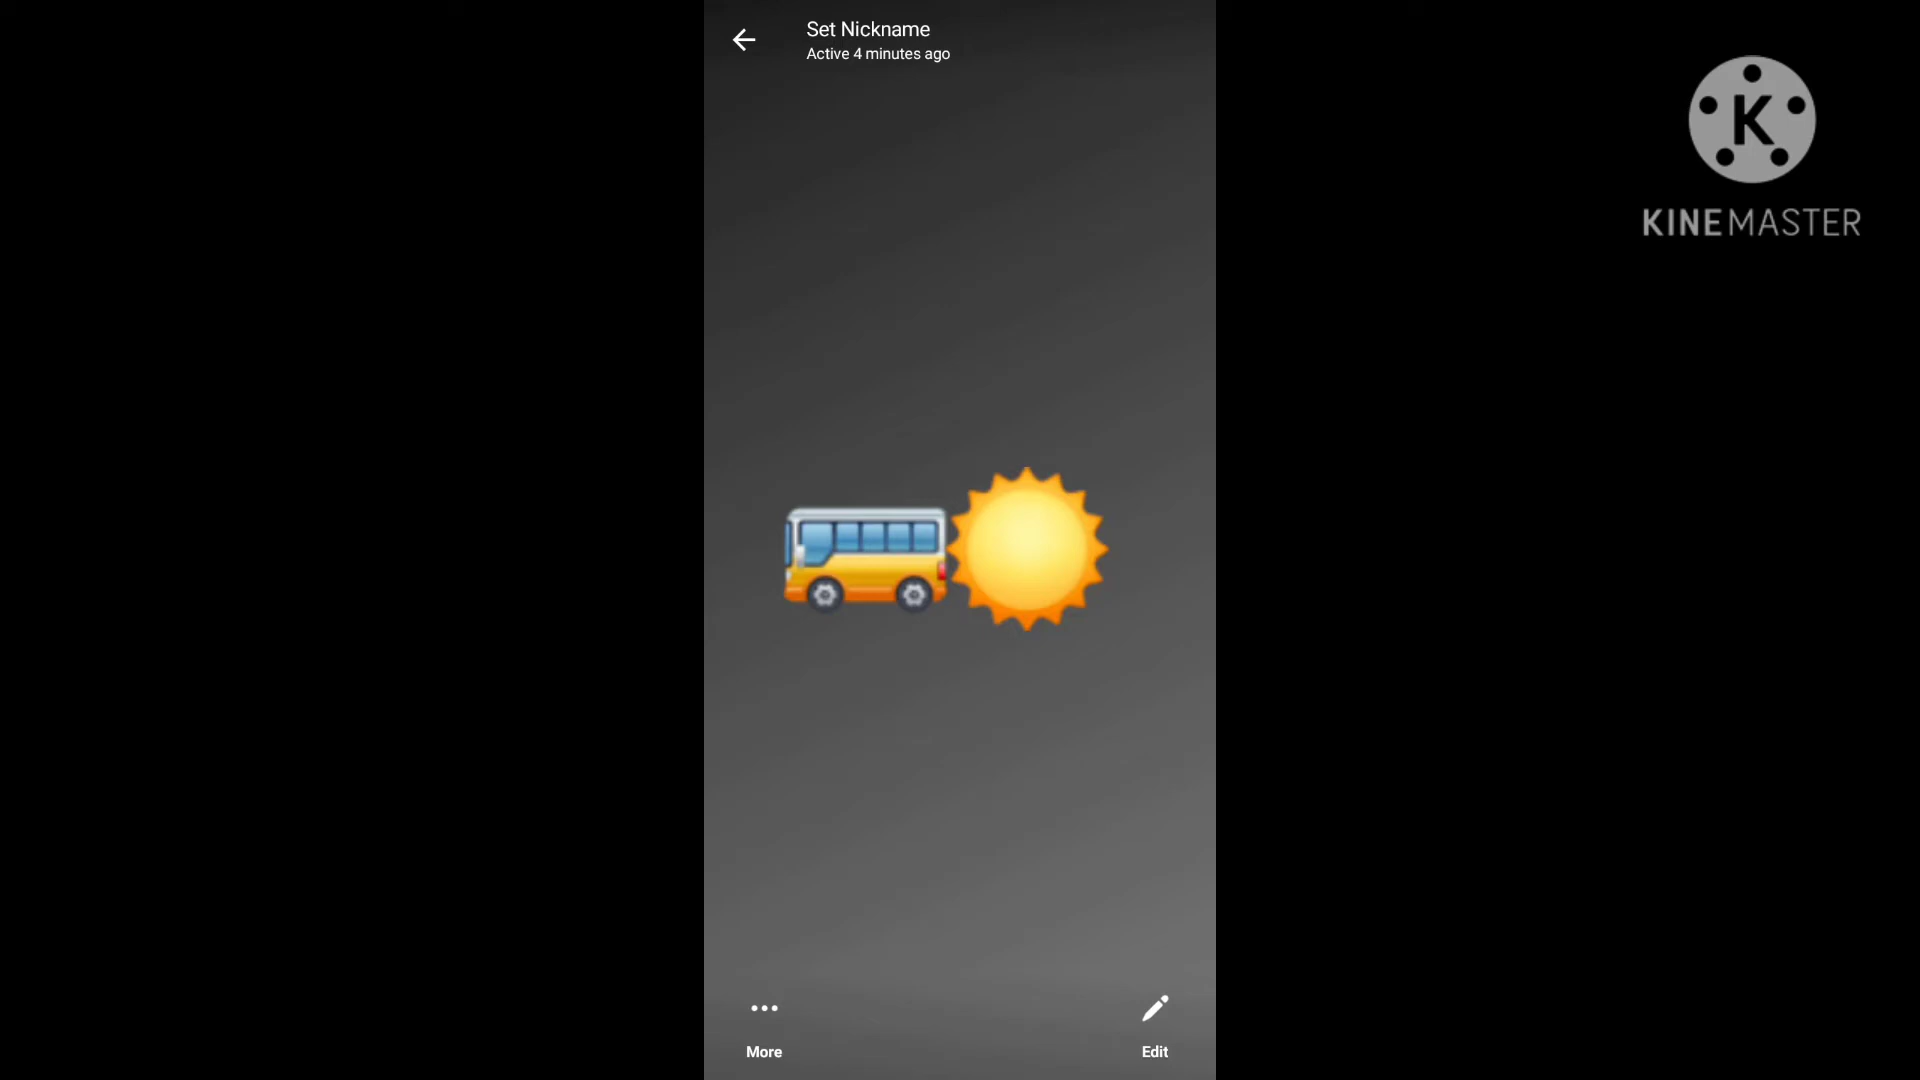 Set Nickname
Active 4 minutes ago
K
KINEMASTER
More
Edit